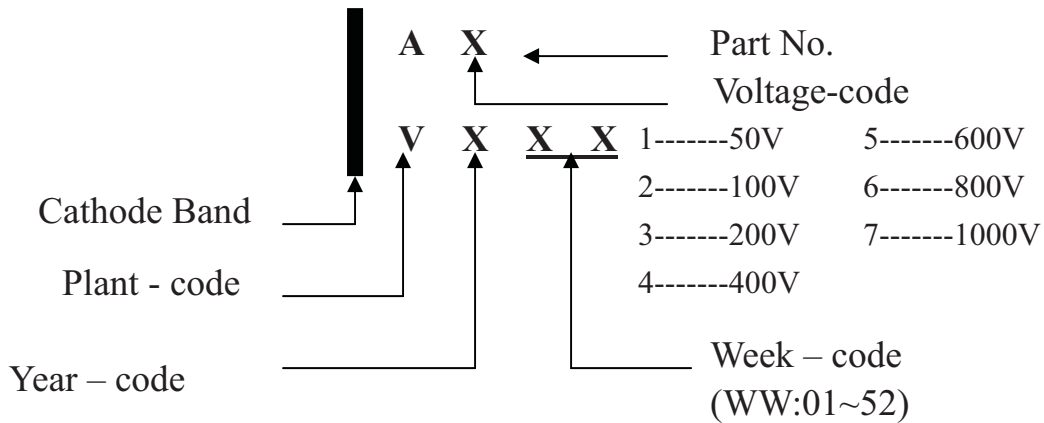 A X Part No.
Voltage-code
V X X X 1-------50V 5-------600V
2-------100V 6-------800V
Cathode Band
3-------200V 7-------1000V
Plant - code
4-------400V
Week – code
Year – code
(WW:01~52)